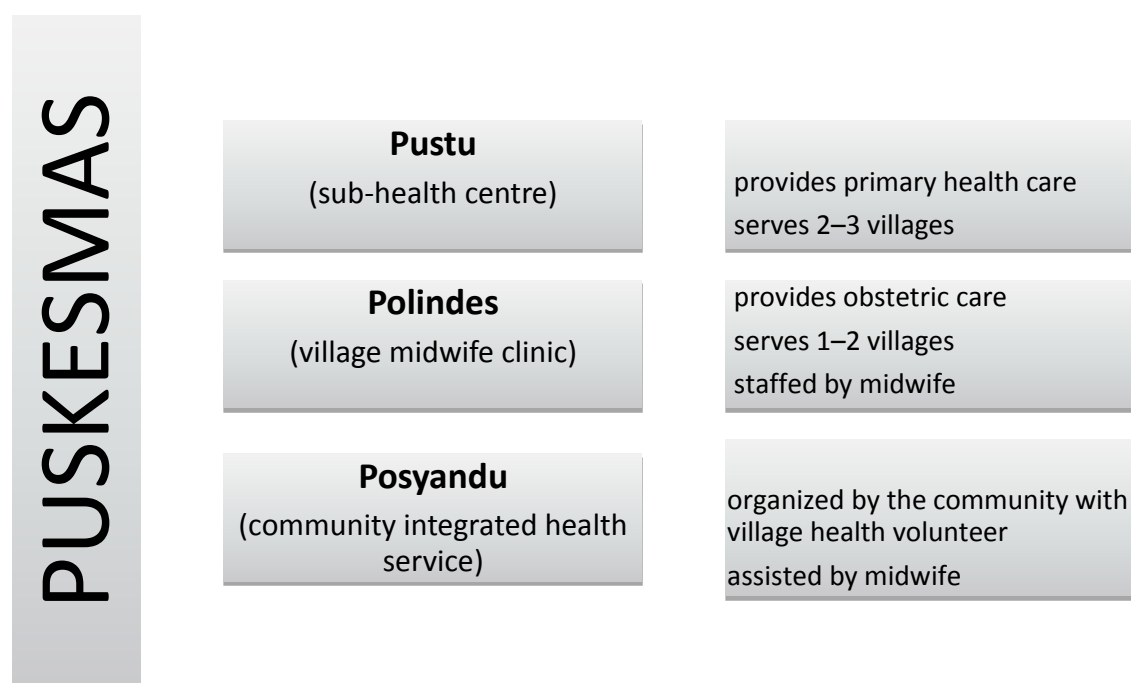 PUSKESMAS
Pustu
(sub-health centre)
provides primary health care
serves 2–3 villages
Polindes
(village midwife clinic)
provides obstetric care
serves 1–2 villages
staffed by midwife
Posyandu
(community integrated health
service)
organized by the community with
village health volunteer
assisted by midwife